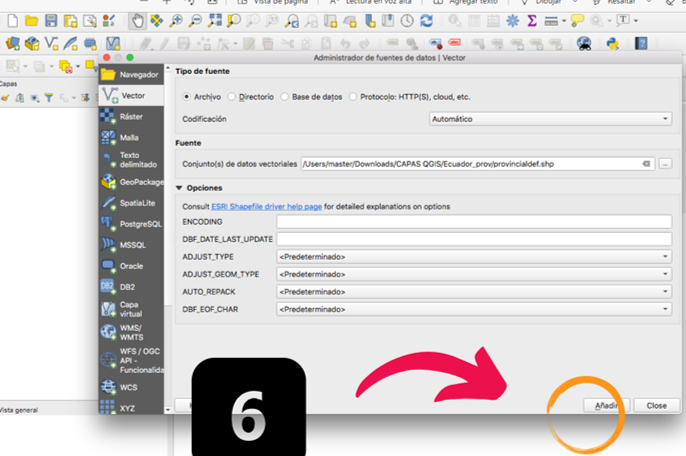 Vista de página
Lectura en voz alta
Agregar texto
Dibujar
Resaltar
Administrador de fuentes de datos | Vector
Capas
Navegador
Vector
Ráster
Malla
Texto
delimitado
GeoPackage
SpatiaLite
PostgreSQL
MSSQL
Oracle
DB2
Capa
virtual
WMS/
WMTS
WFS / OGC
API -
Funcionalida
WCS
XYZ
Vista general
Tipo de fuente
Archivo Directorio Base de datos Protocolo: HTTP(S), cloud, etc.
Codificación Automático
Fuente
Conjunto(s) de datos vectoriales /Users/master/Downloads/CAPAS QGIS/Ecuador_prov/provincialdef.shp ...
Opciones
Consult ESRI Shapefile driver help page for detailed explanations on options
ENCODING
DBF_DATE_LAST_UPDATE
ADJUST_TYPE <Predeterminado>
ADJUST_GEOM_TYPE <Predeterminado>
AUTO_REPACK <Predeterminado>
DBF_EOF_CHAR <Predeterminado>
6
Añadir Close